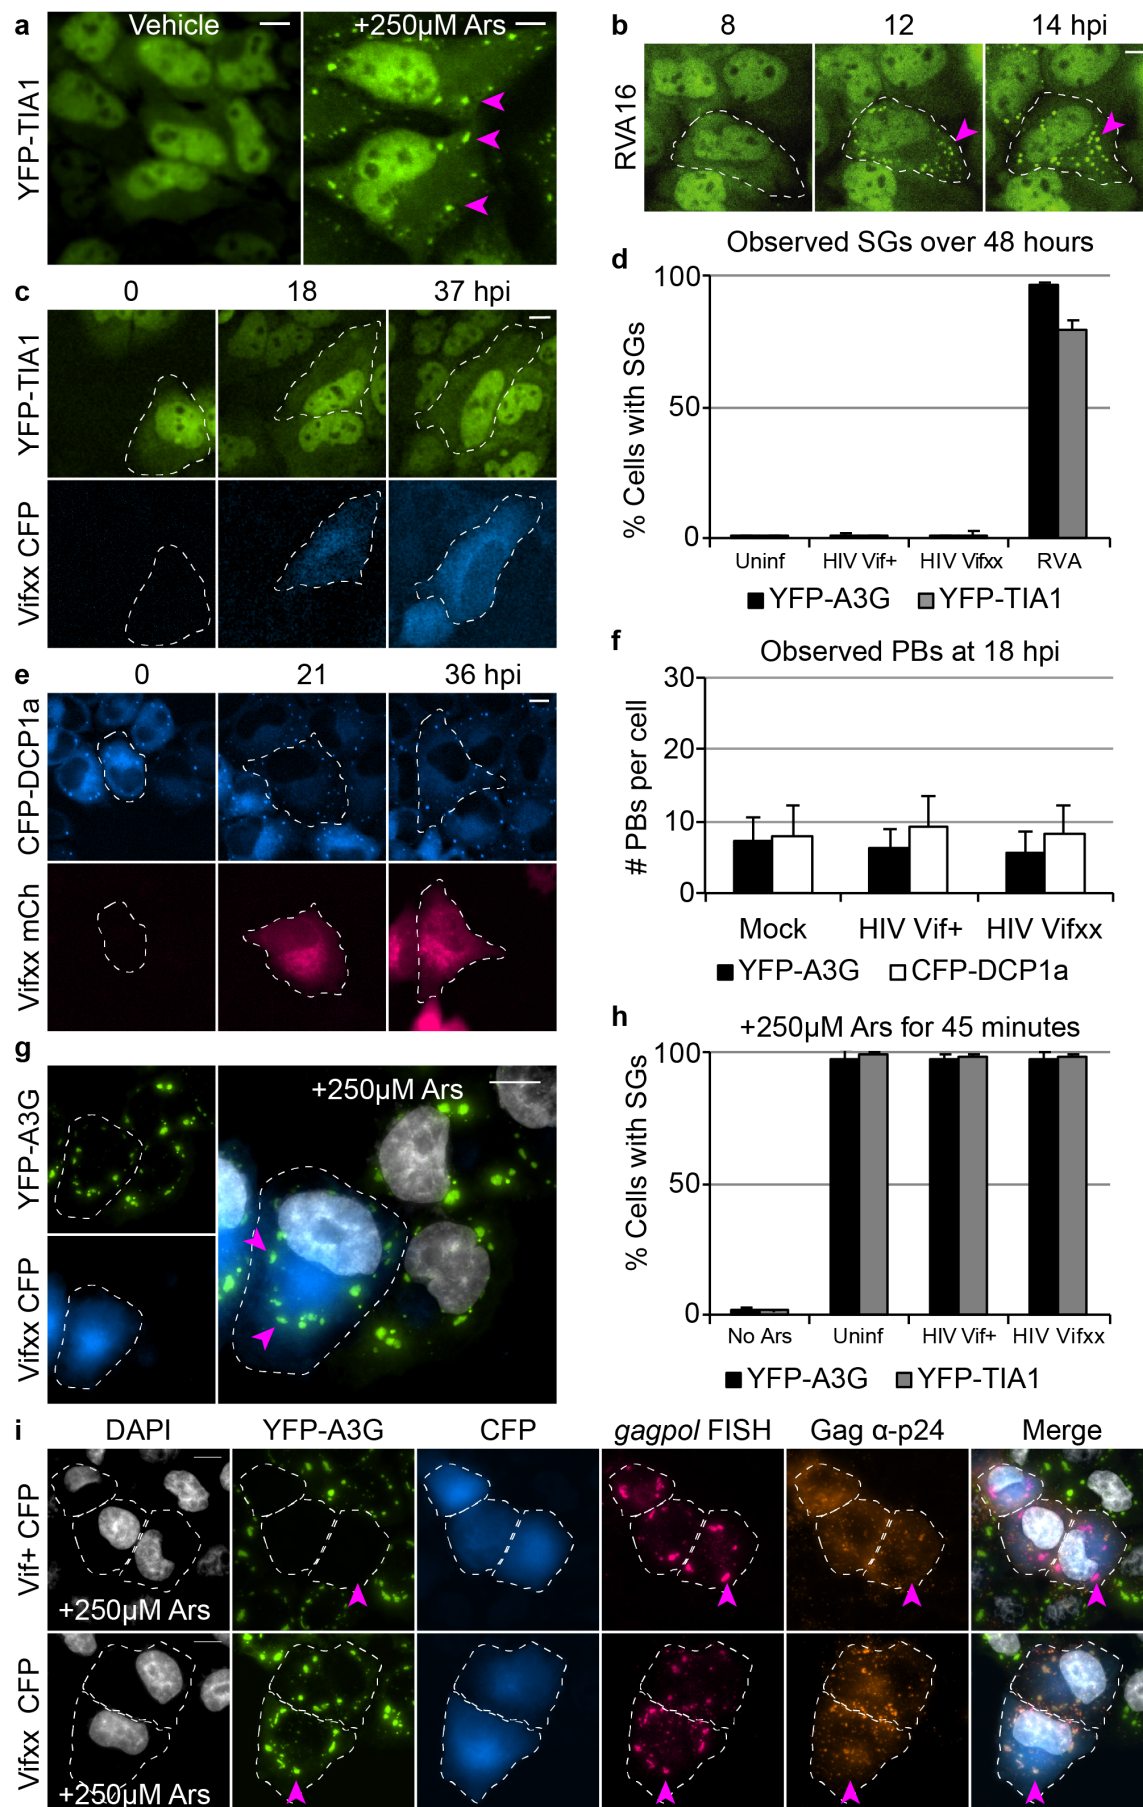 a
Vehicle
+250µM Ars
YFP-TIA1
b
8
12
14 hpi
RVA16
c
0
18
37 hpi
YFP-TIA1
Vifxx CFP
d
Observed SGs over 48 hours
% Cells with SGs
100
50
0
Uninf
HIV Vif+
HIV Vifxx
RVA
YFP-A3G
YFP-TIA1
e
0
21
36 hpi
CFP-DCP1a
Vifxx mCh
f
Observed PBs at 18 hpi
# PBs per cell
30
20
10
0
Mock
HIV Vif+
HIV Vifxx
YFP-A3G
CFP-DCP1a
g
YFP-A3G
Vifxx CFP
+250µM Ars
h
+250µM Ars for 45 minutes
% Cells with SGs
100
50
0
No Ars
Uninf
HIV Vif+
HIV Vifxx
YFP-A3G
YFP-TIA1
i
DAPI
YFP-A3G
CFP
gagpol FISH
Gag α-p24
Merge
Vif+ CFP
+250µM Ars
Vifxx CFP
+250µM Ars